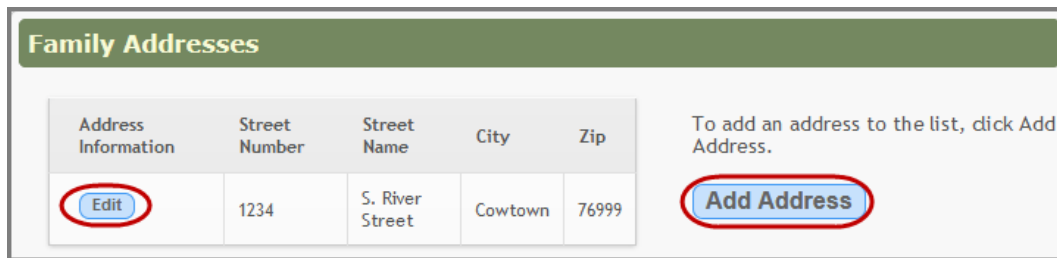 Family Addresses
Address Information
Street Number
Street Name
City
Zip
Edit
1234
S. River Street
Cowtown
76999
To add an address to the list, click Add
Address.
Add Address